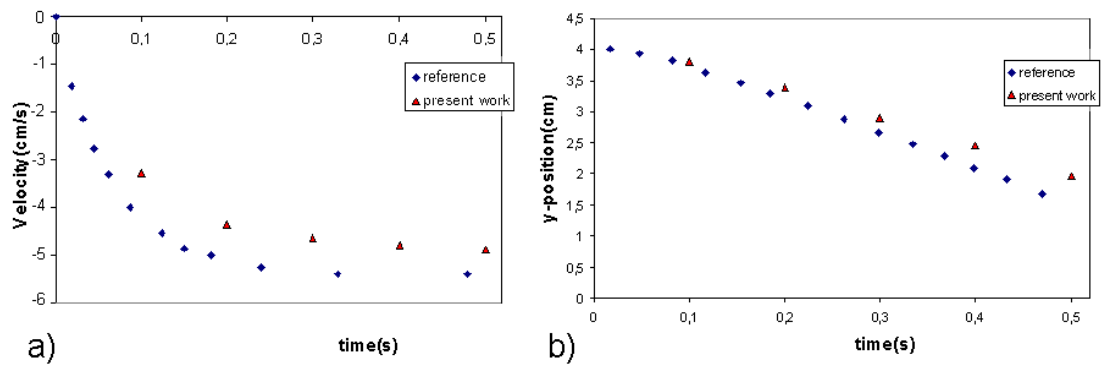 0
-1
-2
-3
-4
-5
-6
0
0,1
0,2
0,3
0,4
0,5
Velocity(cm/s)
reference
present work
time(s)
a)
4,5
4
3,5
3
2,5
2
1,5
1
0,5
0
0
0,1
0,2
0,3
0,4
0,5
y-position(cm)
reference
present work
time(s)
b)